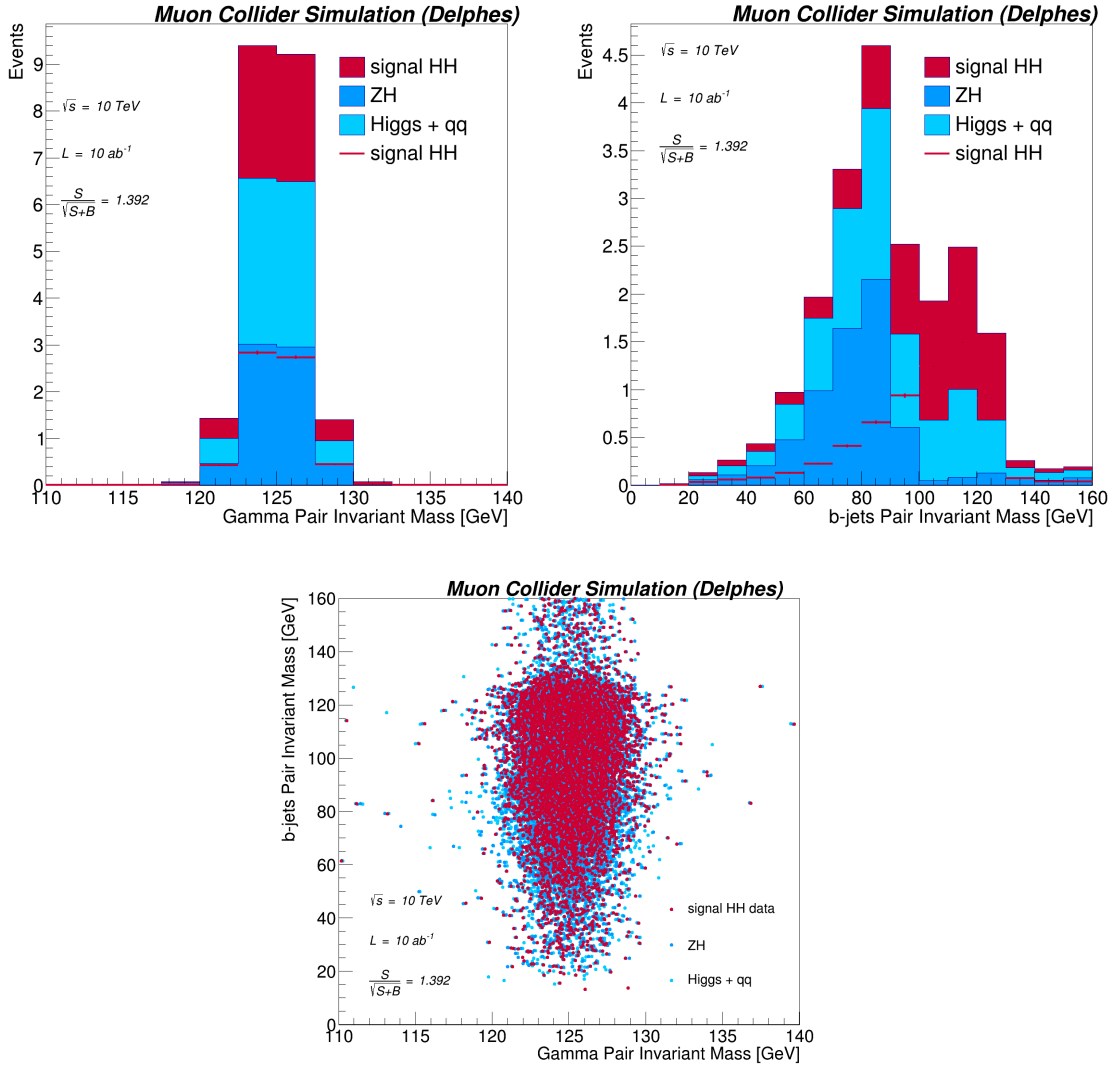 Muon Collider Simulation (Delphes)
Events
9
8
7
6
5
4
3
2
1
0
√s = 10 TeV
L = 10 ab⁻¹
S/√S+B = 1.392
signal HH
ZH
Higgs + qq
signal HH
110 115 120 125 130 135 140
Gamma Pair Invariant Mass [GeV]
Muon Collider Simulation (Delphes)
Events
4.5
4
3.5
3
2.5
2
1.5
1
0.5
0
√s = 10 TeV
L = 10 ab⁻¹
S/√S+B = 1.392
signal HH
ZH
Higgs + qq
signal HH
0 20 40 60 80 100 120 140 160
b-jets Pair Invariant Mass [GeV]
Muon Collider Simulation (Delphes)
b-jets Pair Invariant Mass [GeV]
160
140
120
100
80
60
40
20
0
√s = 10 TeV
L = 10 ab⁻¹
S/√S+B = 1.392
signal HH data
ZH
Higgs + qq
110 115 120 125 130 135 140
Gamma Pair Invariant Mass [GeV]